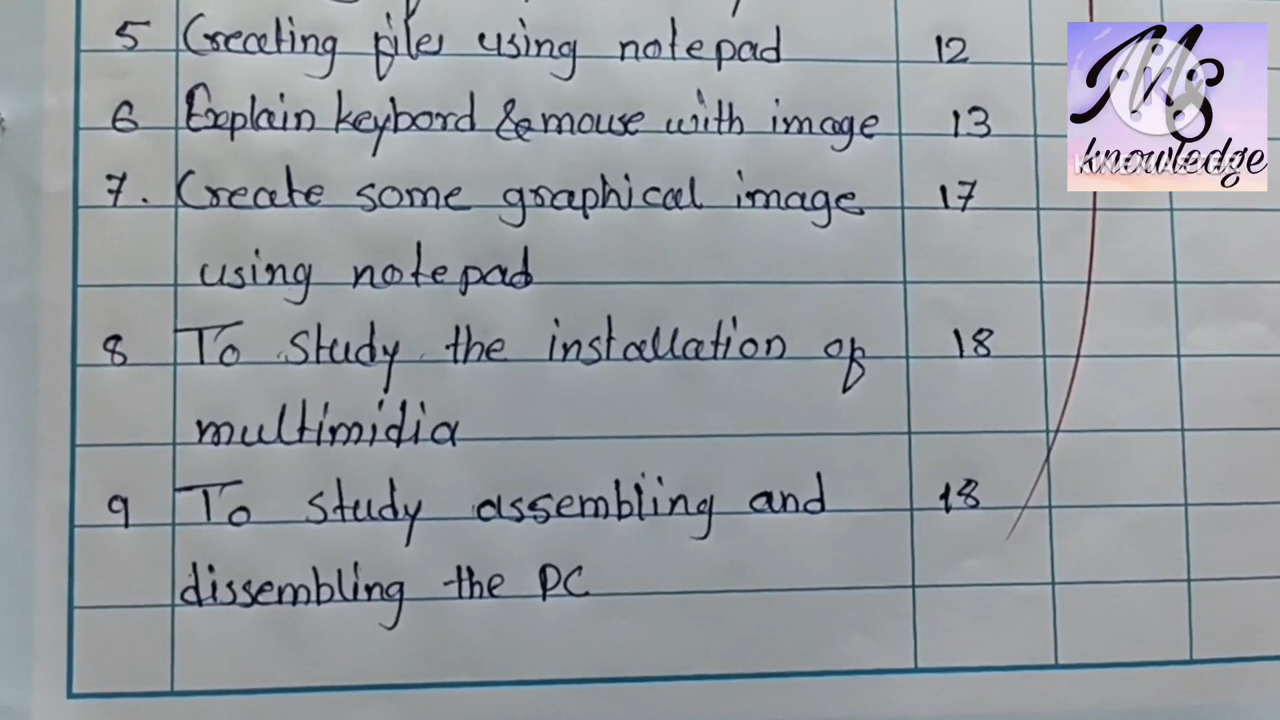 5 Creating files using notepad 12
6 Explain keybord & mouse with image 13
7. Create some graphical image 17
using notepad
8 To study the installation of 18
multimidia
9 To study assembling and 18
dissembling the PC
Ms
knowledge